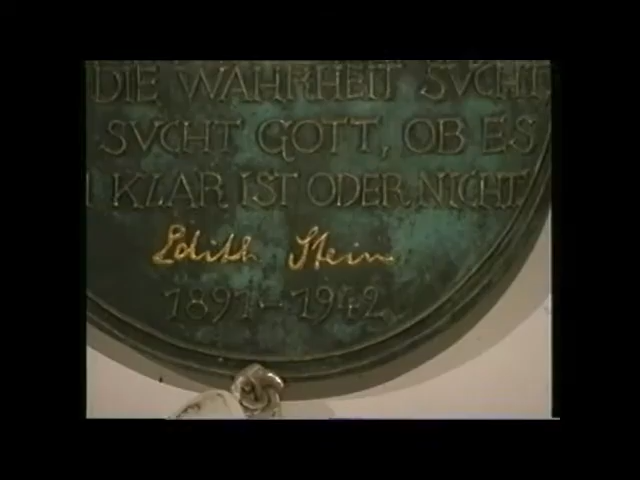 DIE WAHRHEIT SVCHT,
SVCHT GOTT, OB ES
KLAR IST ODER NICHT
Edith Stein
1891-1942